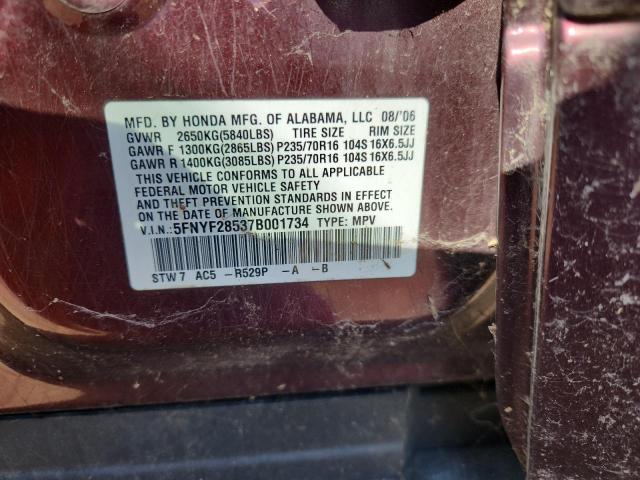 MFD. BY HONDA MFG. OF ALABAMA, LLC 08/'06
GVWR 2650KG(5840LBS) TIRE SIZE RIM SIZE
GAWR F 1300KG(2865LBS) P235/70R16 104S 16X6.5JJ
GAWR R 1400KG(3085LBS) P235/70R16 104S 16X6.5JJ
THIS VEHICLE CONFORMS TO ALL APPLICABLE
FEDERAL MOTOR VEHICLE SAFETY
AND THEFT PREVENTION STANDARDS IN EFFECT
ON THE DATE OF MANUFACTURE SHOWN ABOVE.
V.I.N.: 5FNYF28537B001734 TYPE: MPV
STW7 AC5 -R529P -A -B